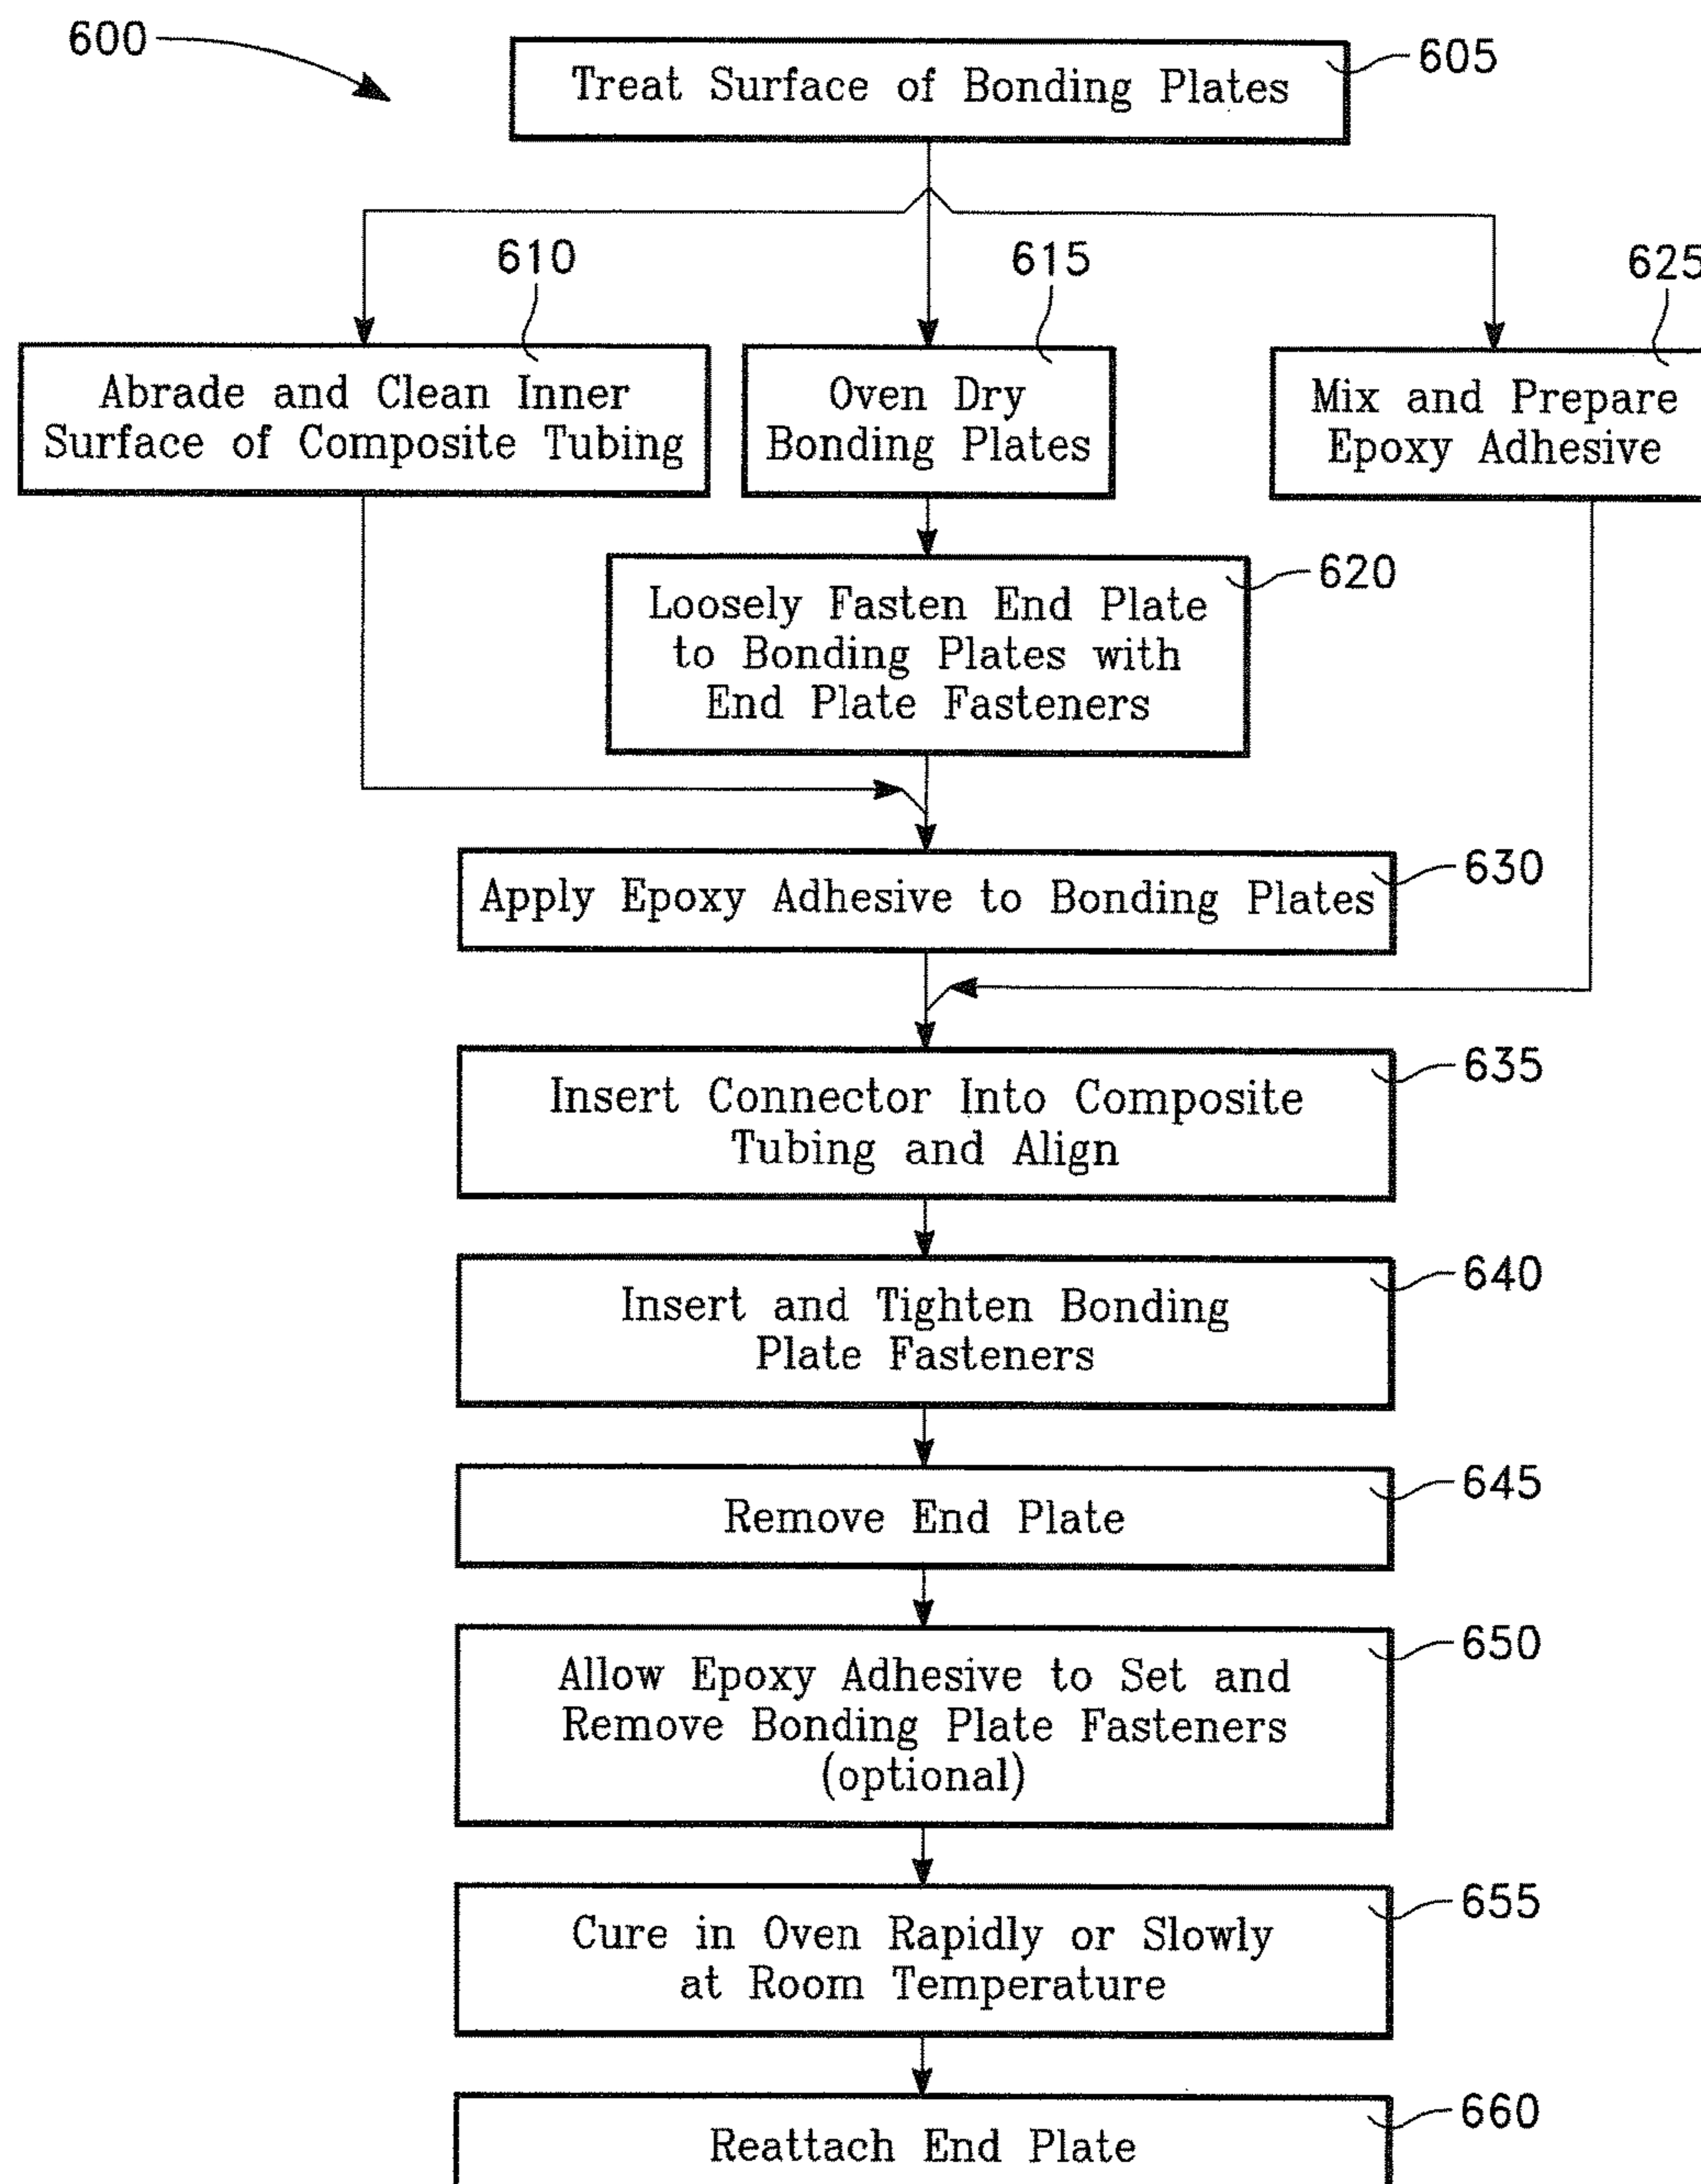 600
Treat Surface of Bonding Plates
605
610
615
625
Abrade and Clean Inner
Surface of Composite Tubing
Oven Dry
Bonding Plates
Mix and Prepare
Epoxy Adhesive
620
Loosely Fasten End Plate
to Bonding Plates with
End Plate Fasteners
630
Apply Epoxy Adhesive to Bonding Plates
635
Insert Connector Into Composite
Tubing and Align
640
Insert and Tighten Bonding
Plate Fasteners
645
Remove End Plate
650
Allow Epoxy Adhesive to Set and
Remove Bonding Plate Fasteners
(optional)
655
Cure in Oven Rapidly or Slowly
at Room Temperature
660
Reattach End Plate